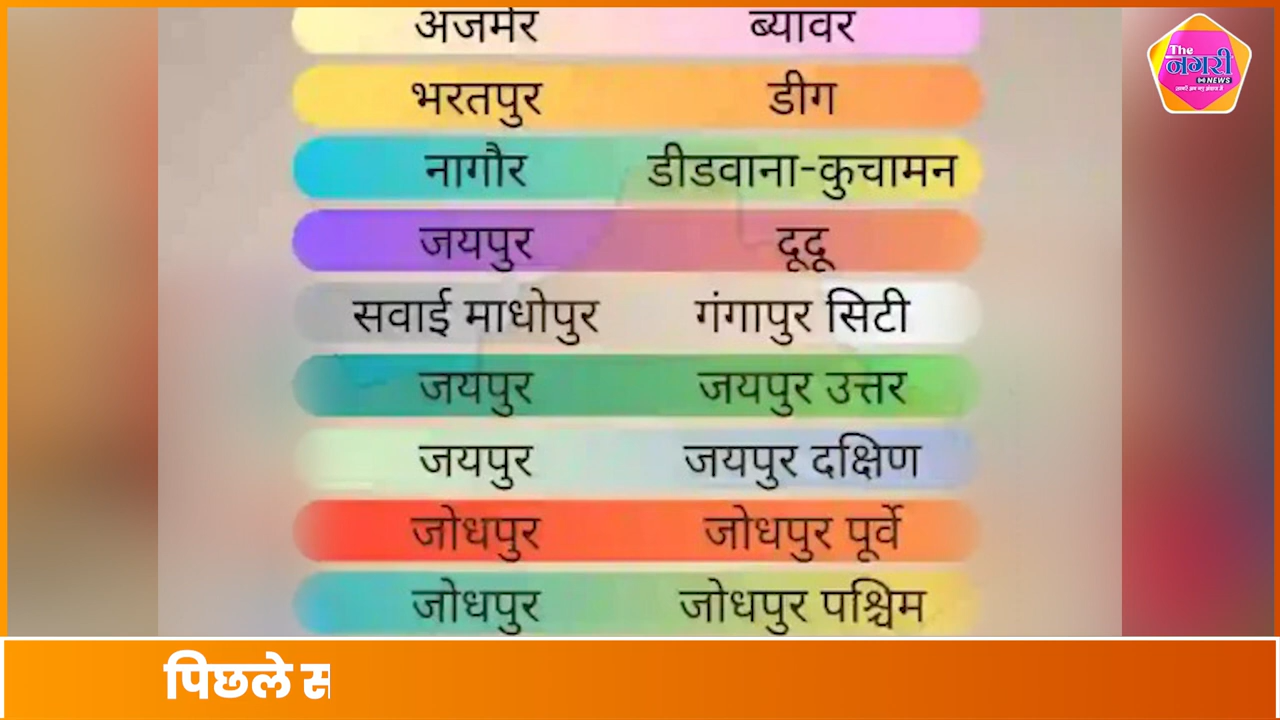 अजमेर ब्यावर
The
नगरी
NEWS
भरतपुर डीग
नागौर डीडवाना-कुचामन
जयपुर दूदू
सवाई माधोपुर गंगापुर सिटी
जयपुर जयपुर उत्तर
जयपुर जयपुर दक्षिण
जोधपुर जोधपुर पूर्वे
जोधपुर जोधपुर पश्चिम
पिछले